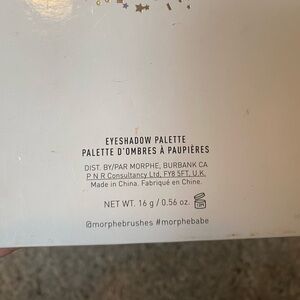 EYESHADOW PALETTE
PALETTE D'OMBRES À PAUPIÈRES
DIST. BY/PAR MORPHE, BURBANK CA
P N R Consultancy Ltd, FY8 5FT, U.K.
Made in China. Fabriqué en Chine.
NET WT. 16 g / 0.56 oz.
@morphebrushes #morphebabe